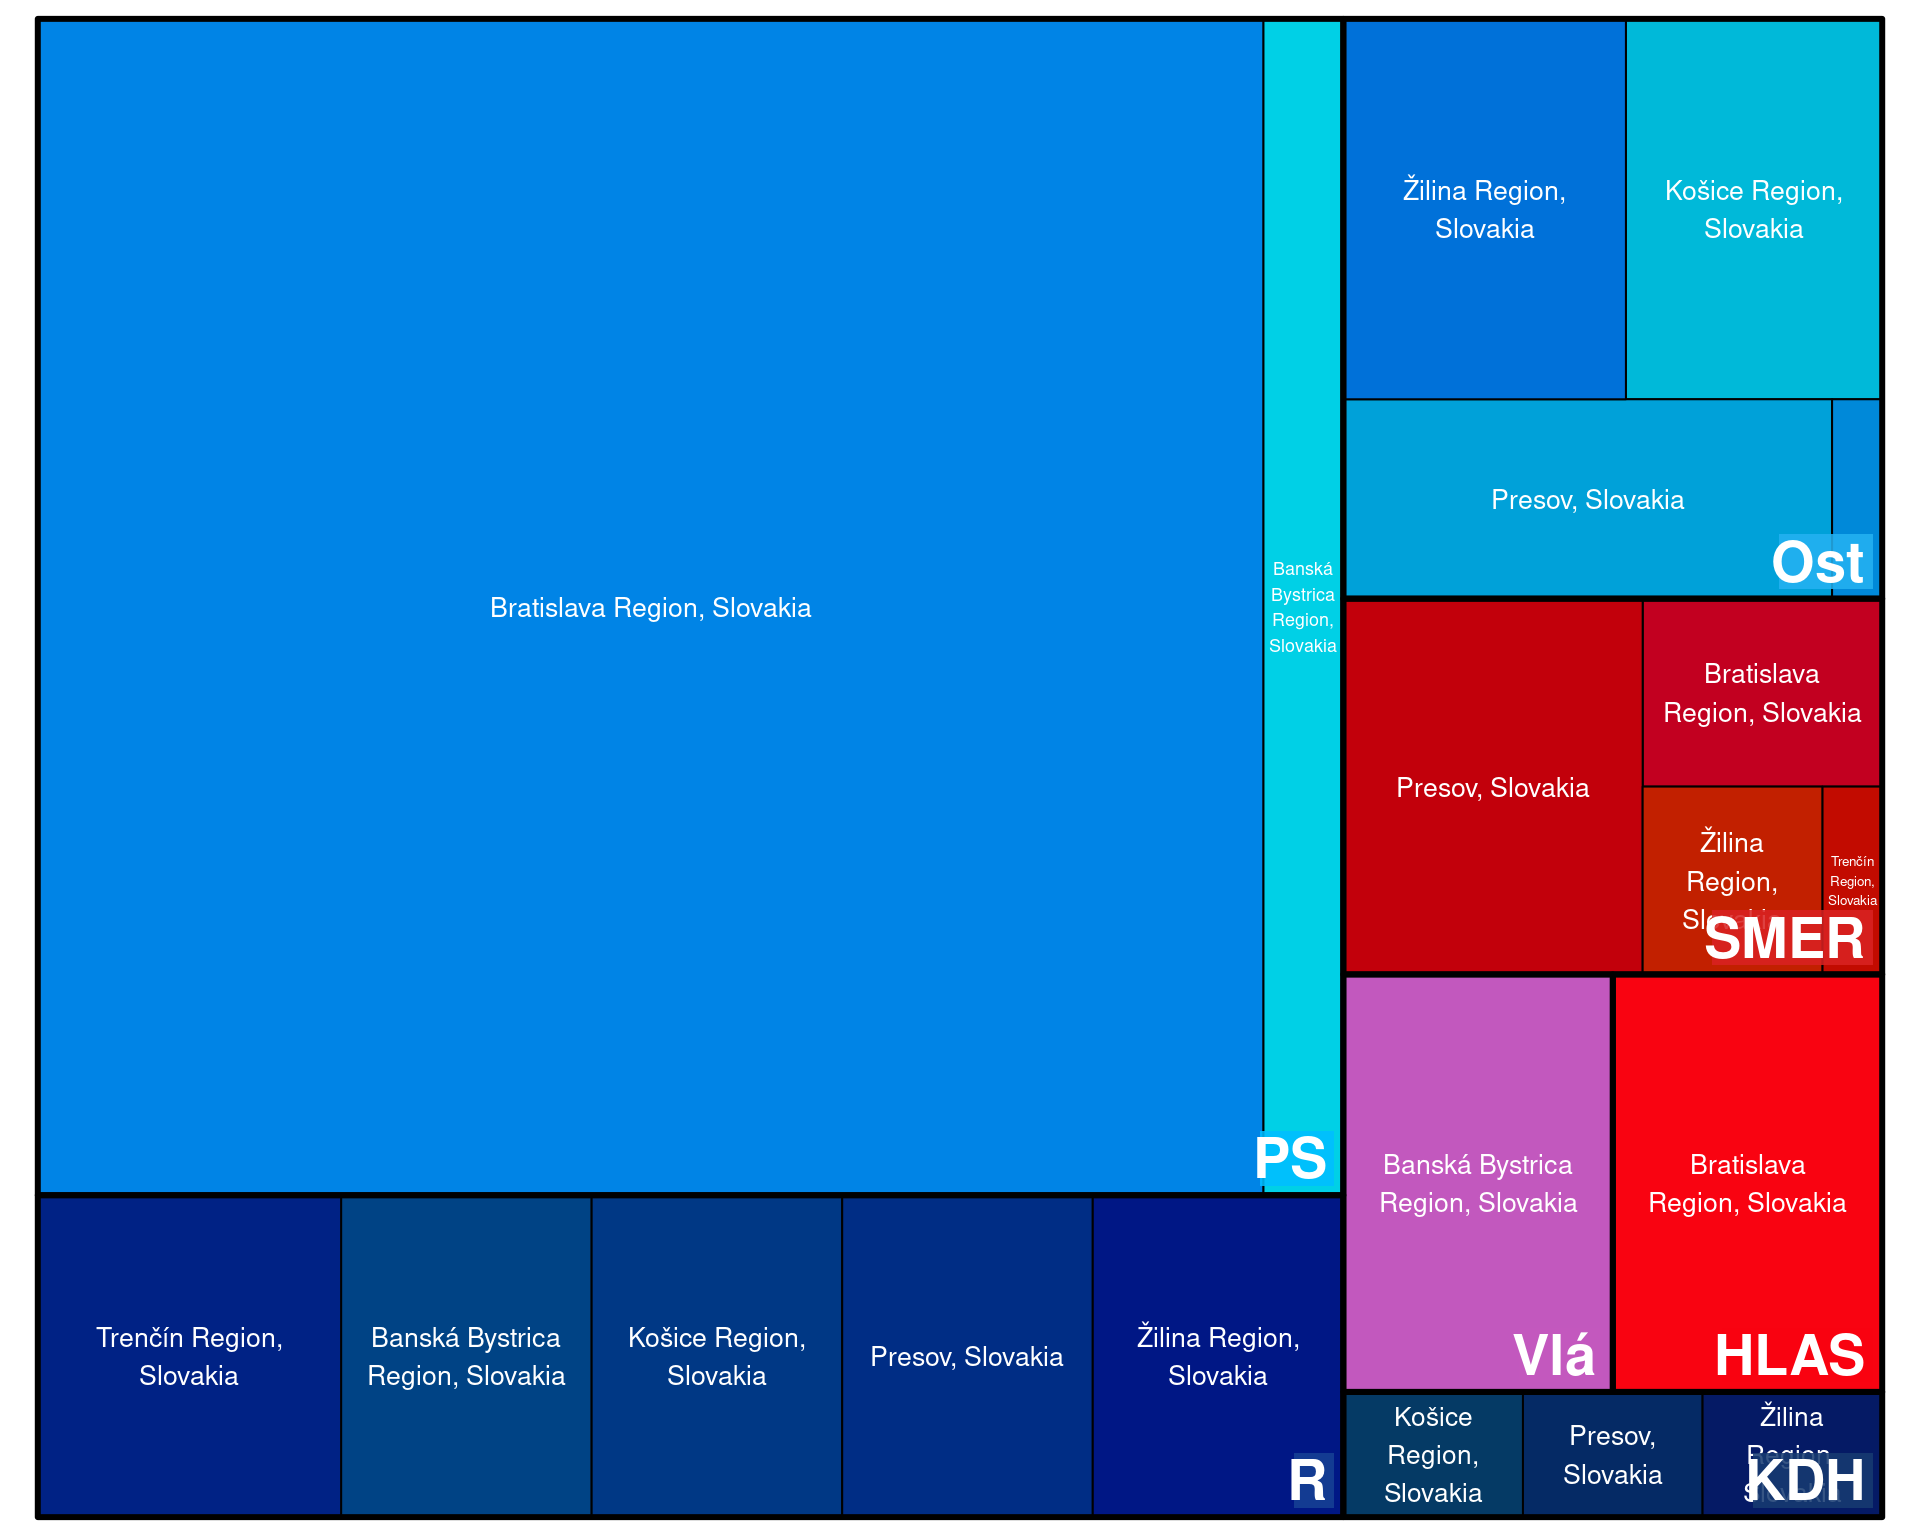 Bratislava Region, Slovakia
Banská
Bystrica
Region,
Slovakia
PS
Trenčín Region,
Slovakia
Banská Bystrica
Region, Slovakia
Košice Region,
Slovakia
Presov, Slovakia
Žilina Region,
Slovakia
R
Žilina Region,
Slovakia
Košice Region,
Slovakia
Presov, Slovakia
Ost
Presov, Slovakia
Bratislava
Region, Slovakia
Žilina
Region,
Slovakia
Trenčín
Region,
Slovakia
SMER
Banská Bystrica
Region, Slovakia
Vlá
Bratislava
Region, Slovakia
HLAS
Košice
Region,
Slovakia
Presov,
Slovakia
Žilina
Region,
Slovakia
KDH